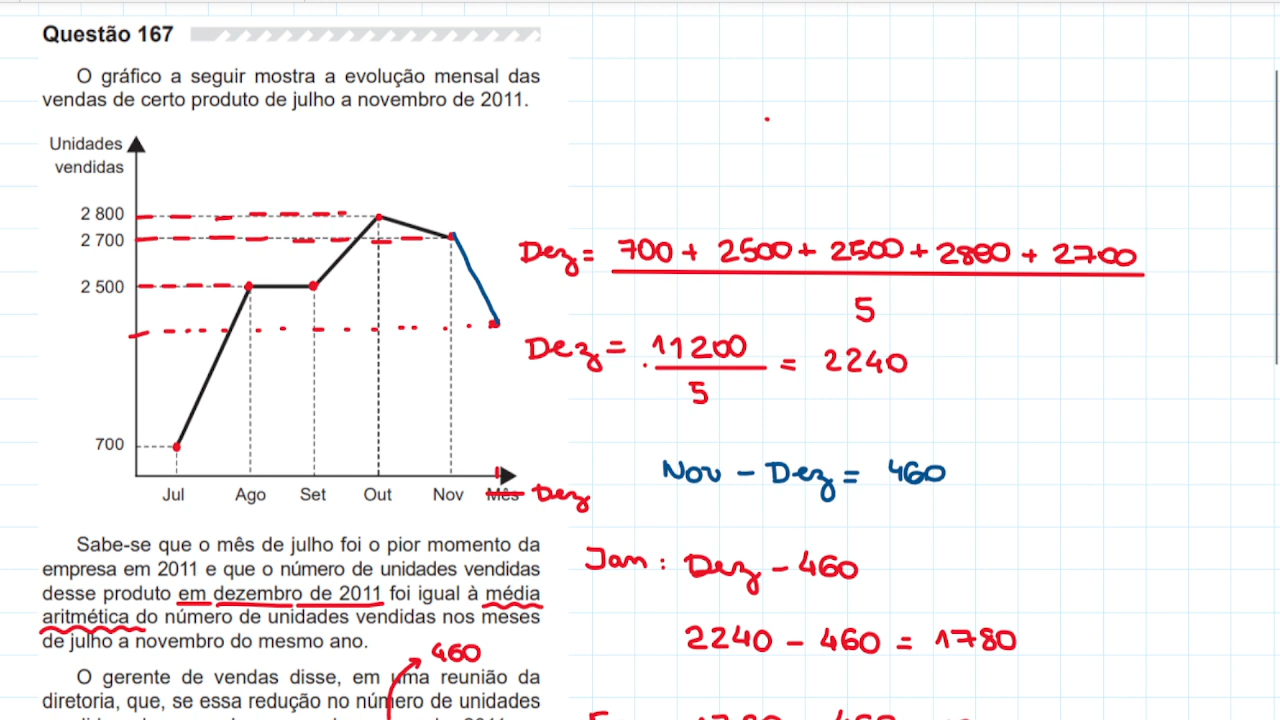 Questão 167
O gráfico a seguir mostra a evolução mensal das
vendas de certo produto de julho a novembro de 2011.
Unidades
vendidas
2 800
2 700
2 500
700
Jul Ago Set Out Nov Mês Dez
Dez = 700 + 2500 + 2500 + 2800 + 2700
5
Dez = 11200 = 2240
5
Nov - Dez = 460
Jan : Dez - 460
2240 - 460 = 1780
Sabe-se que o mês de julho foi o pior momento da
empresa em 2011 e que o número de unidades vendidas
desse produto em dezembro de 2011 foi igual à média
aritmética do número de unidades vendidas nos meses
de julho a novembro do mesmo ano.
460
O gerente de vendas disse, em uma reunião da
diretoria, que, se essa redução no número de unidades